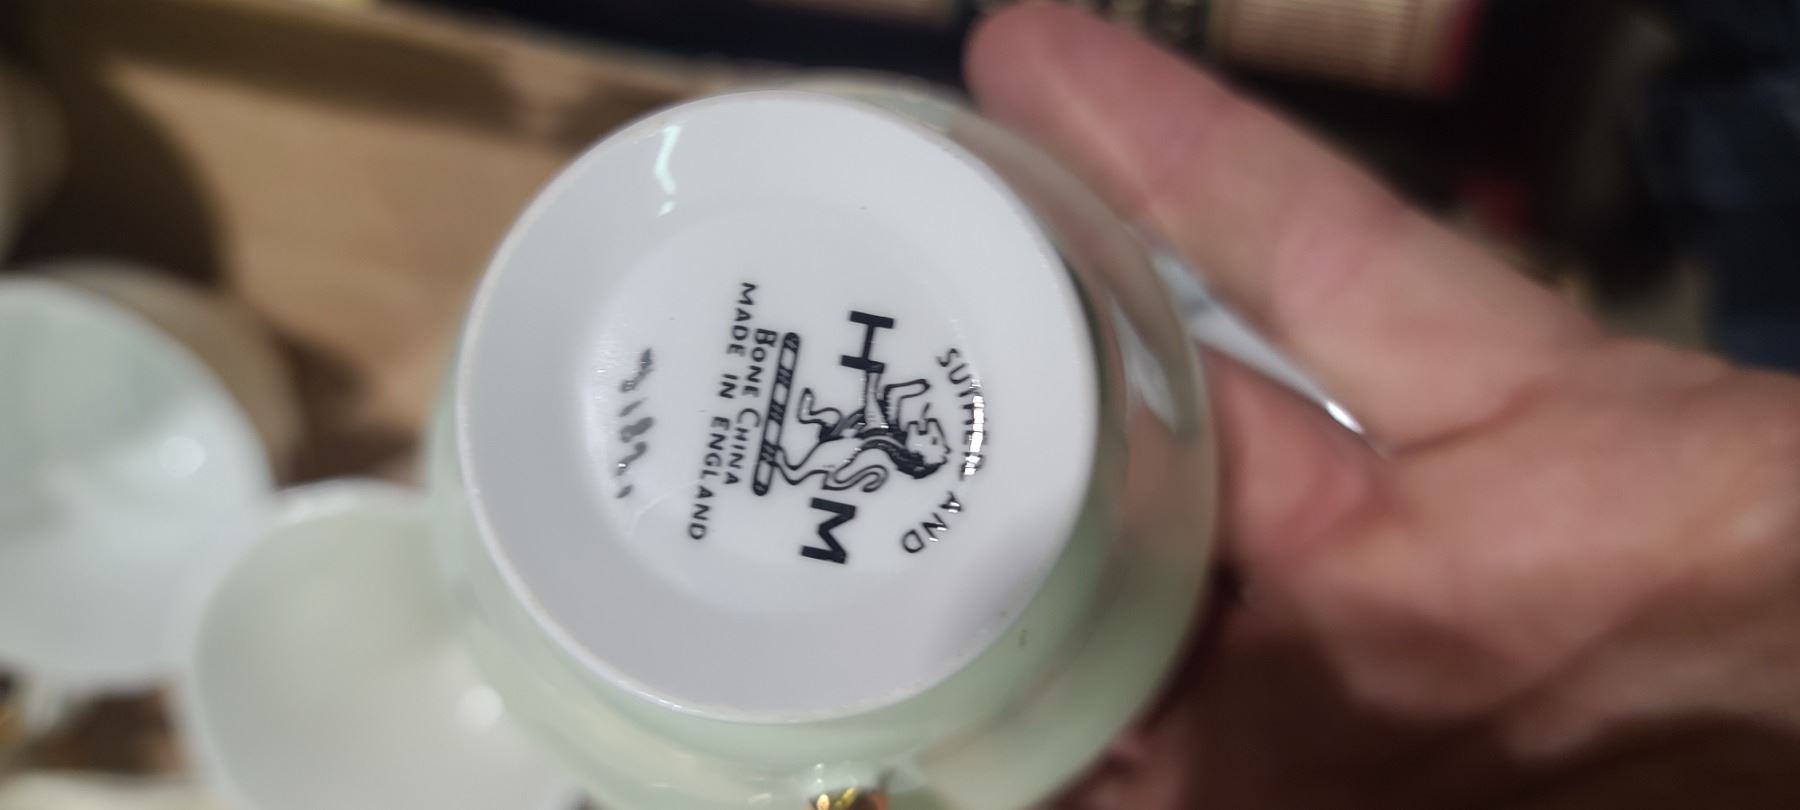 SUTHERLAND
H M
BONE CHINA
MADE IN ENGLAND